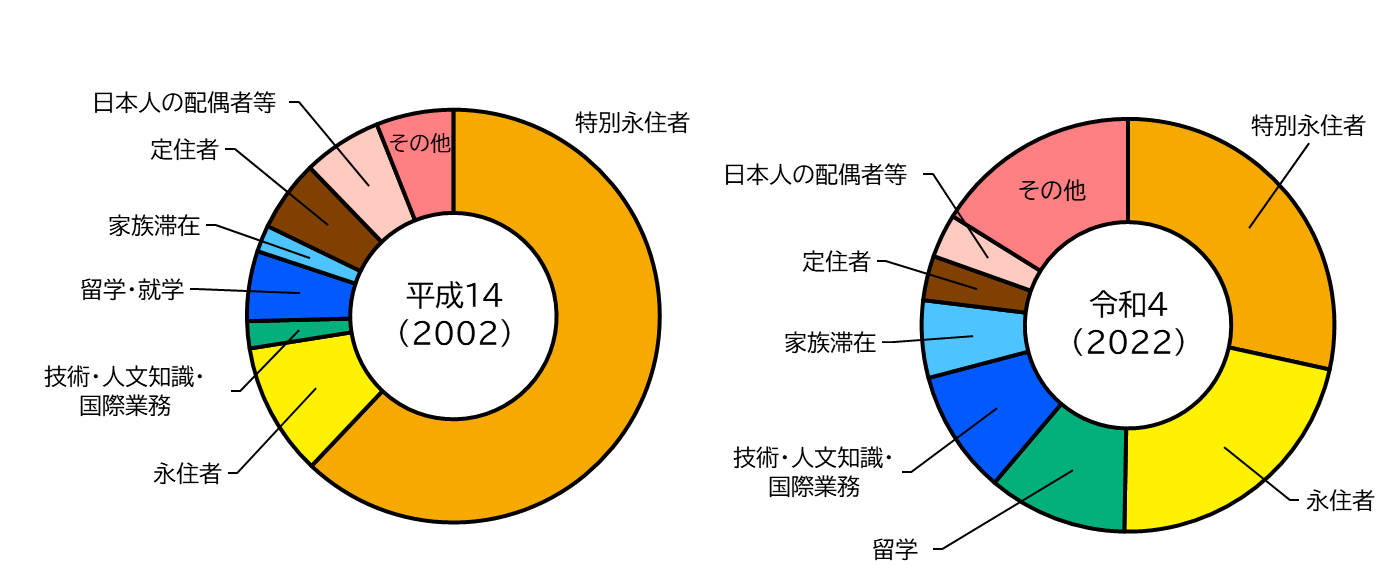 日本人の配偶者等
定住者
家族滞在
留学・就学
技術・人文知識・
国際業務
永住者
その他
特別永住者
平成14
（2002）
特別永住者
日本人の配偶者等
その他
定住者
家族滞在
令和4
（2022）
技術・人文知識・
国際業務
留学
永住者